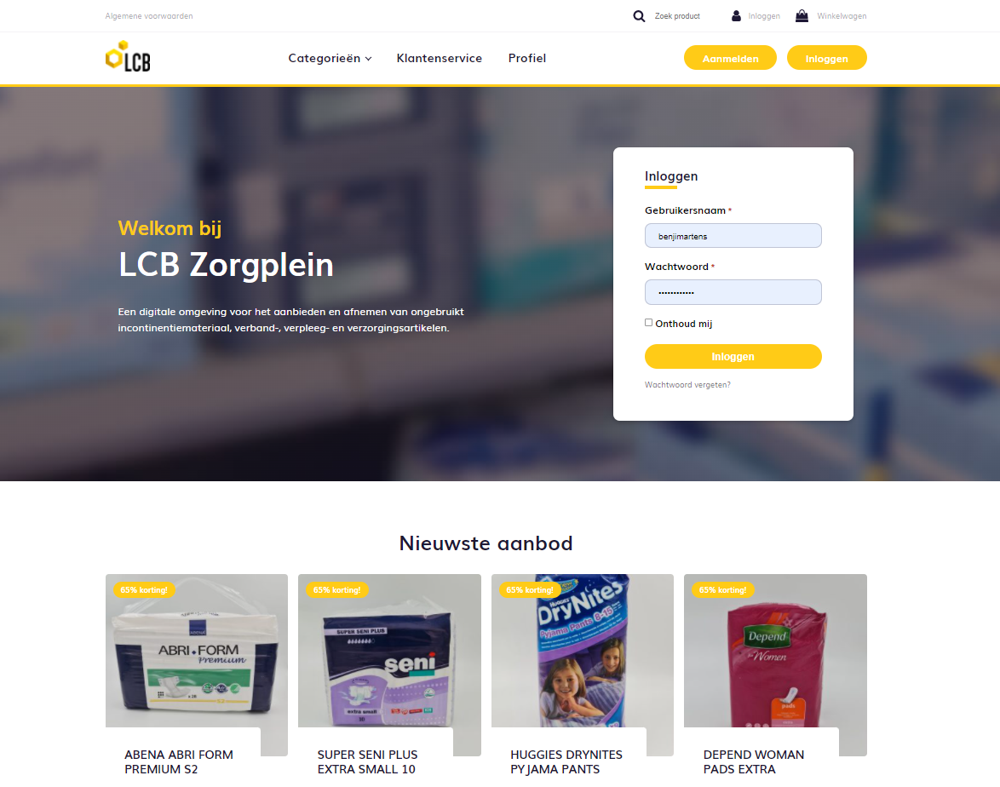 Algemene voorwaarden
Zoek product
Inloggen
Winkelwagen
LCB
Categorieën
Klantenservice
Profiel
Aanmelden
Inloggen
Welkom bij
LCB Zorgplein
Een digitale omgeving voor het aanbieden en afnemen van ongebruikt
incontinentiemateriaal, verband-, verpleeg- en verzorgingsartikelen.
Inloggen
Gebruikersnaam *
benjimartens
Wachtwoord *
••••••••••••
Onthoud mij
Inloggen
Wachtwoord vergeten?
Nieuwste aanbod
65% korting!
ABENA
ABRI•FORM
Premium
65% korting!
SUPER SENI PLUS
seni
extra small
65% korting!
HUGGIES
DryNites
Pyjama Pants 8-15
65% korting!
Depend
for Women
pads
ABENA ABRI FORM
PREMIUM S2
SUPER SENI PLUS
EXTRA SMALL 10
HUGGIES DRYNITES
PYJAMA PANTS
DEPEND WOMAN
PADS EXTRA